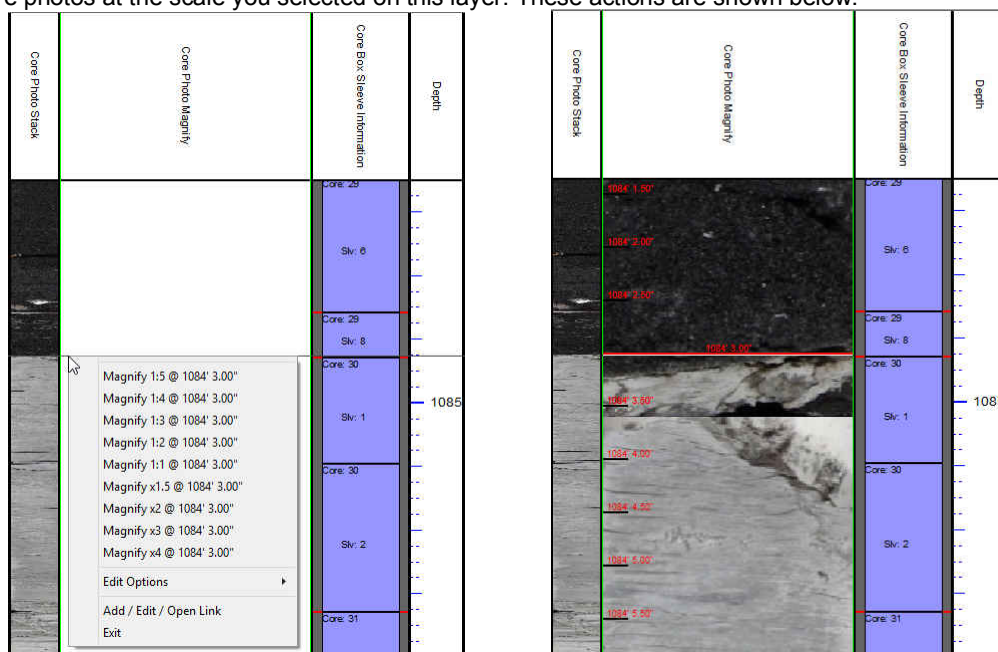 e photos at the scale you selected on this layer. These actions are shown below.
Core Photo Stack
Core Photo Magnify
Core Box Sleeve Information
Depth
Core: 29
Slv: 6
Core: 29
Slv: 8
Core: 30
Slv: 1
1085
Core: 30
Slv: 2
Core: 31
Magnify 1:5 @ 1084' 3.00"
Magnify 1:4 @ 1084' 3.00"
Magnify 1:3 @ 1084' 3.00"
Magnify 1:2 @ 1084' 3.00"
Magnify 1:1 @ 1084' 3.00"
Magnify x1.5 @ 1084' 3.00"
Magnify x2 @ 1084' 3.00"
Magnify x3 @ 1084' 3.00"
Magnify x4 @ 1084' 3.00"
Edit Options
Add / Edit / Open Link
Exit
Core Photo Stack
Core Photo Magnify
Core Box Sleeve Information
Depth
1084' 1.50"
1084' 2.00"
1084' 2.50"
1084' 3.00"
1084' 3.50"
1084' 4.00"
1084' 4.50"
1084' 5.00"
1084' 5.50"
Core: 29
Slv: 6
Core: 29
Slv: 8
Core: 30
Slv: 1
108
Core: 30
Slv: 2
Core: 31